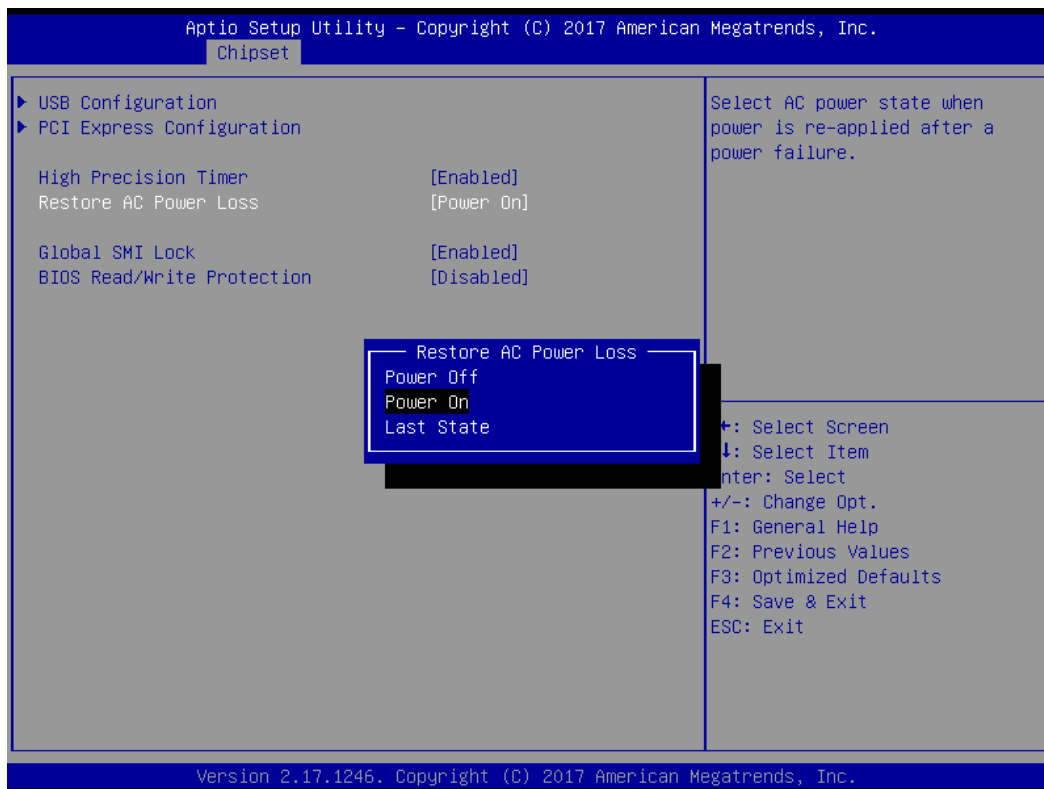 Aptio Setup Utility – Copyright (C) 2017 American Megatrends, Inc.
Chipset
USB Configuration
PCI Express Configuration
High Precision Timer [Enabled]
Restore AC Power Loss [Power On]
Global SMI Lock [Enabled]
BIOS Read/Write Protection [Disabled]
Select AC power state when
power is re-applied after a
power failure.
Restore AC Power Loss
Power Off
Power On
Last State
: Select Screen
: Select Item
nter: Select
+/-: Change Opt.
F1: General Help
F2: Previous Values
F3: Optimized Defaults
F4: Save & Exit
ESC: Exit
Version 2.17.1246. Copyright (C) 2017 American Megatrends, Inc.